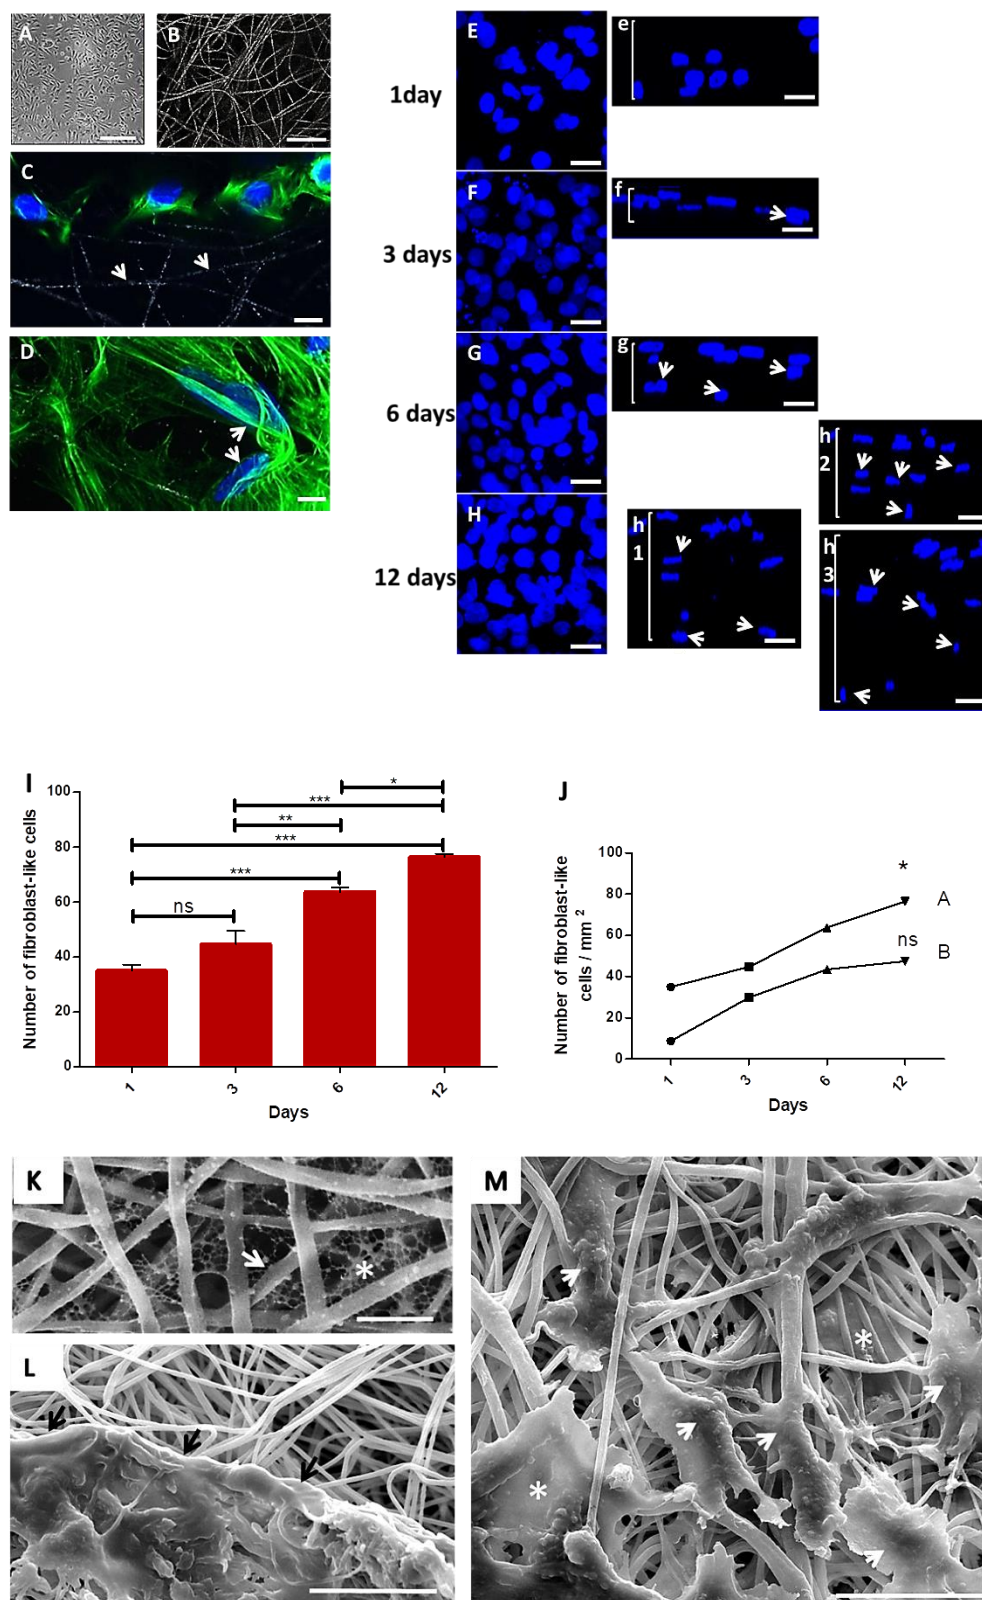 A
B
C
D
1day
E
e
3 days
F
f
6 days
G
g
12 days
H
h
1
h
2
h
3
I
Number of fibroblast-like cells
100
80
60
40
20
0
ns
***
***
**
***
*
1
3
6
12
Days
J
Number of fibroblast-like
cells / mm 2
100
80
60
40
20
0
*
A
ns
B
1
3
6
12
Days
K
*
L
M
*
*